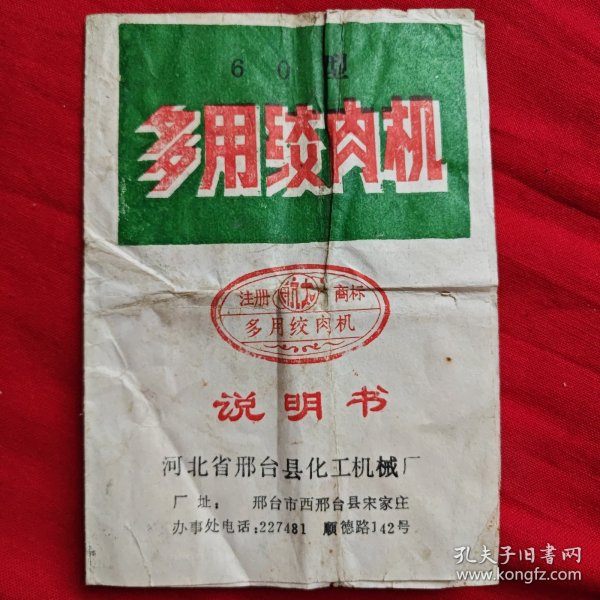 60型
多用绞肉机
注册 商标
多用绞肉机
说明书
河北省邢台县化工机械厂
厂址： 邢台市西邢台县宋家庄
办事处电话：227481 顺德路142号
孔夫子旧书网
www.kongfz.com